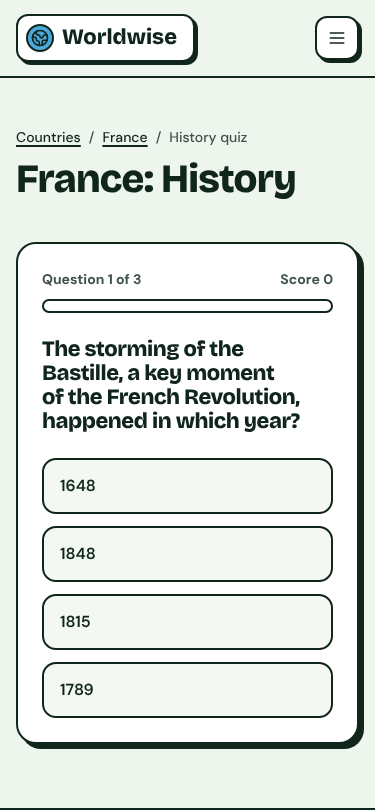 Worldwise
Countries / France / History quiz
France: History
Question 1 of 3 Score 0
The storming of the
Bastille, a key moment
of the French Revolution,
happened in which year?
1648
1848
1815
1789